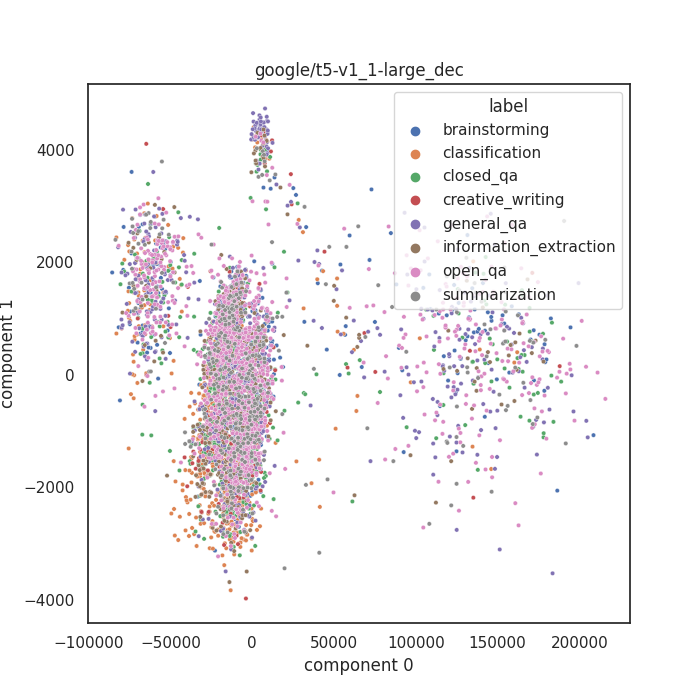 google/t5-v1_1-large_dec
label
brainstorming
classification
closed_qa
creative_writing
general_qa
information_extraction
open_qa
summarization
component 1
4000
2000
0
−2000
−4000
−100000
−50000
0
50000
100000
150000
200000
component 0